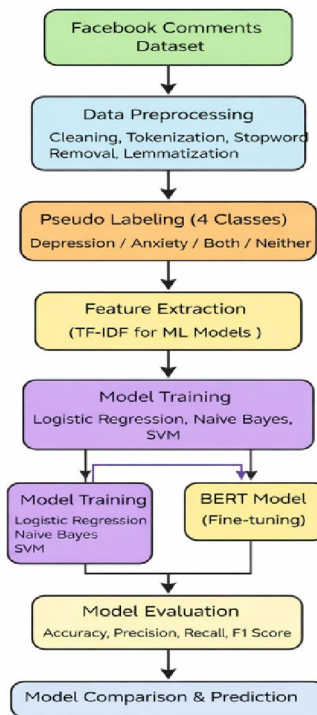 Facebook Comments
Dataset
Data Preprocessing
Cleaning, Tokenization, Stopword
Removal, Lemmatization
Pseudo Labeling (4 Classes)
Depression / Anxiety / Both / Neither
Feature Extraction
(TF-IDF for ML Models )
Model Training
Logistic Regression, Naive Bayes,
SVM
Model Training
Logistic Regression
Naive Bayes
SVM
BERT Model
(Fine-tuning)
Model Evaluation
Accuracy, Precision, Recall, F1 Score
Model Comparison & Prediction